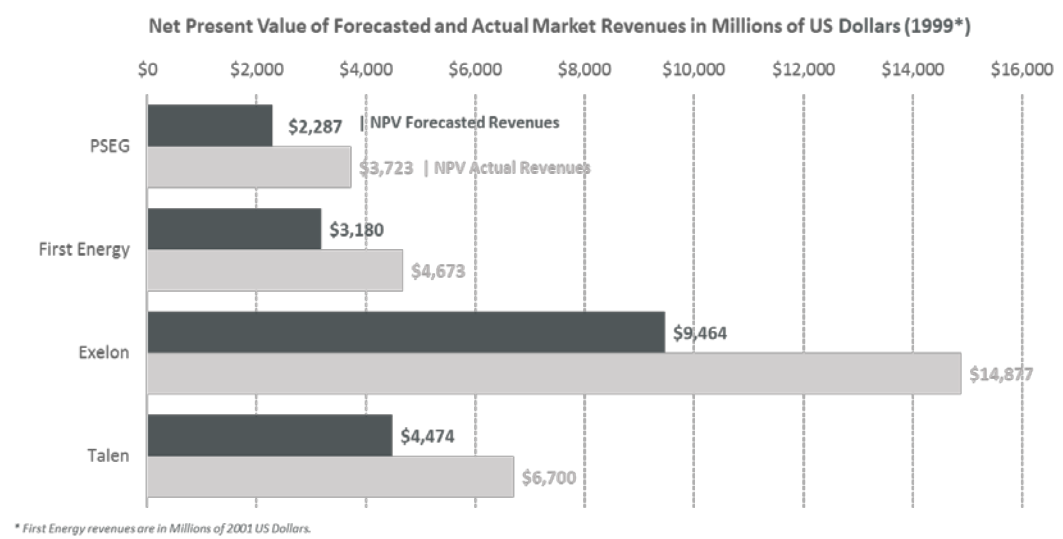 Net Present Value of Forecasted and Actual Market Revenues in Millions of US Dollars (1999*)
$0 $2,000 $4,000 $6,000 $8,000 $10,000 $12,000 $14,000 $16,000
PSEG
$2,287 | NPV Forecasted Revenues
$3,723 | NPV Actual Revenues
First Energy
$3,180
$4,673
Exelon
$9,464
$14,877
Talen
$4,474
$6,700
* First Energy revenues are in Millions of 2001 US Dollars.